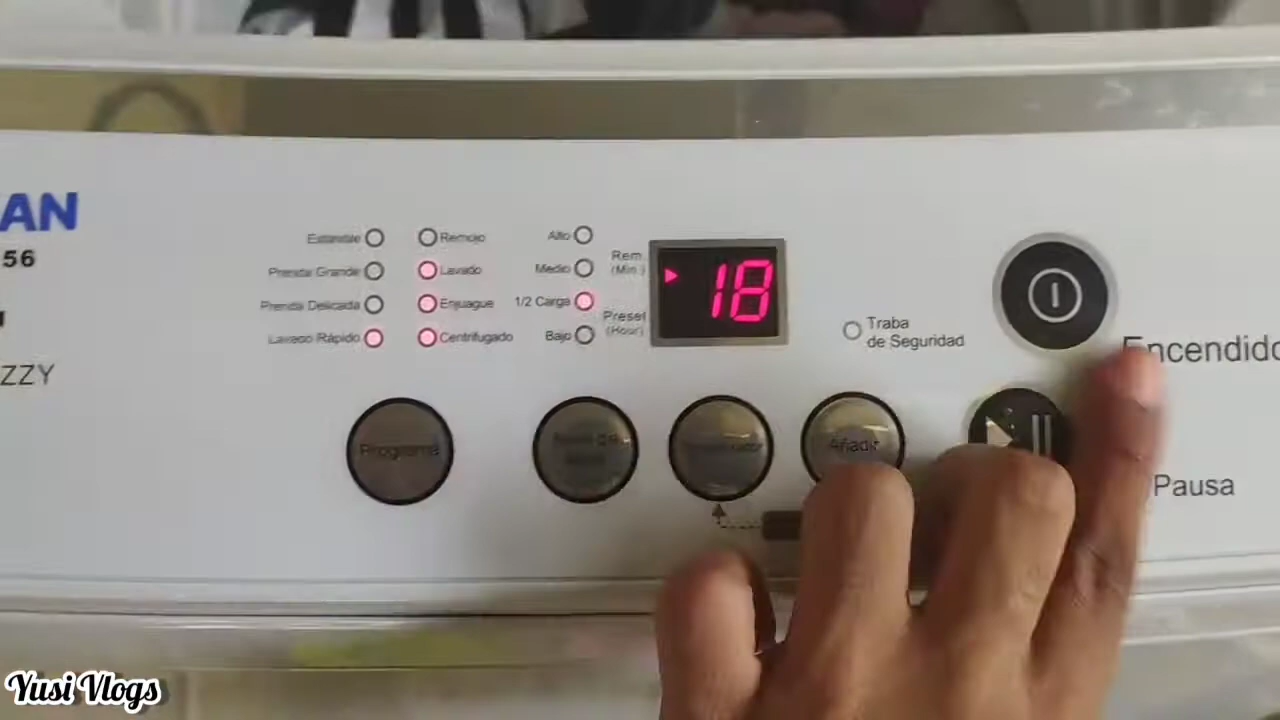 AN
56
ZZY
Estándar
Prenda Grande
Prenda Delicada
Lavado Rápido
Remojo
Lavado
Enjuague
Centrifugado
Alto
Medio
1/2 Carga
Bajo
Rem.
(Min.)
Preset
(Hour)
18
Traba
de Seguridad
Encendido
Pausa
Programa
Añadir
Yusi Vlogs